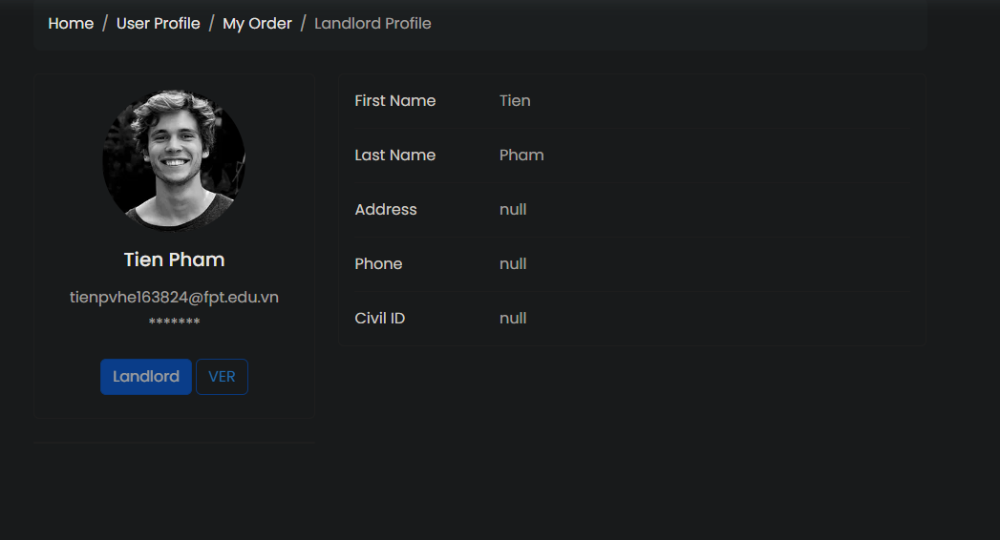 Home / User Profile / My Order / Landlord Profile
Tien Pham
tienpvhe163824@fpt.edu.vn
*******
Landlord VER
First Name Tien
Last Name Pham
Address null
Phone null
Civil ID null